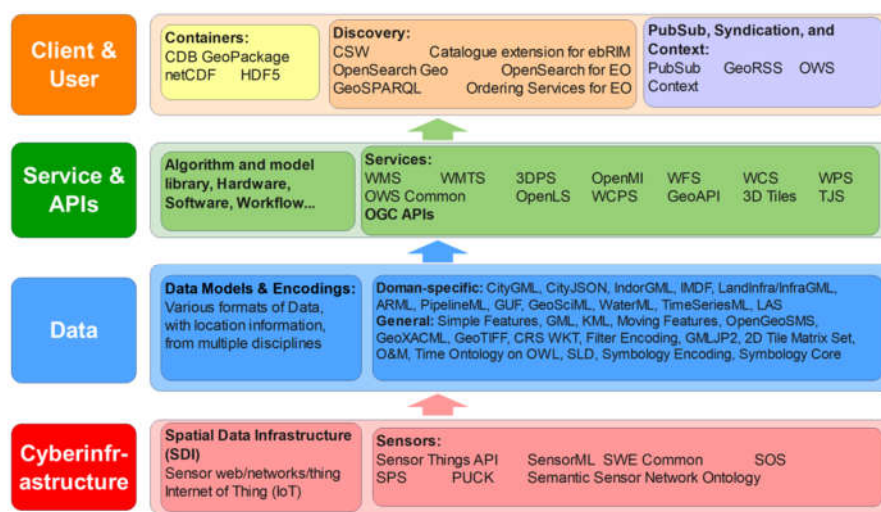 Client &
User
Containers:
CDB GeoPackage
netCDF HDF5
Discovery:
CSW Catalogue extension for ebRIM
OpenSearch Geo OpenSearch for EO
GeoSPARQL Ordering Services for EO
PubSub, Syndication, and
Context:
PubSub GeoRSS OWS
Context
Service &
APIs
Algorithm and model
library, Hardware,
Software, Workflow...
Services:
WMS WMTS 3DPS OpenMI WFS WCS WPS
OWS Common OpenLS WCPS GeoAPI 3D Tiles TJS
OGC APIs
Data
Data Models & Encodings:
Various formats of Data,
with location information,
from multiple disciplines
Doman-specific: CityGML, CityJSON, IndorGML, IMDF, LandInfra/InfraGML,
ARML, PipelineML, GUF, GeoSciML, WaterML, TimeSeriesML, LAS
General: Simple Features, GML, KML, Moving Features, OpenGeoSMS,
GeoXACML, GeoTIFF, CRS WKT, Filter Encoding, GMLJP2, 2D Tile Matrix Set,
O&M, Time Ontology on OWL, SLD, Symbology Encoding, Symbology Core
Cyberinfr-
astructure
Spatial Data Infrastructure
(SDI)
Sensor web/networks/thing
Internet of Thing (IoT)
Sensors:
Sensor Things API SensorML SWE Common SOS
SPS PUCK Semantic Sensor Network Ontology